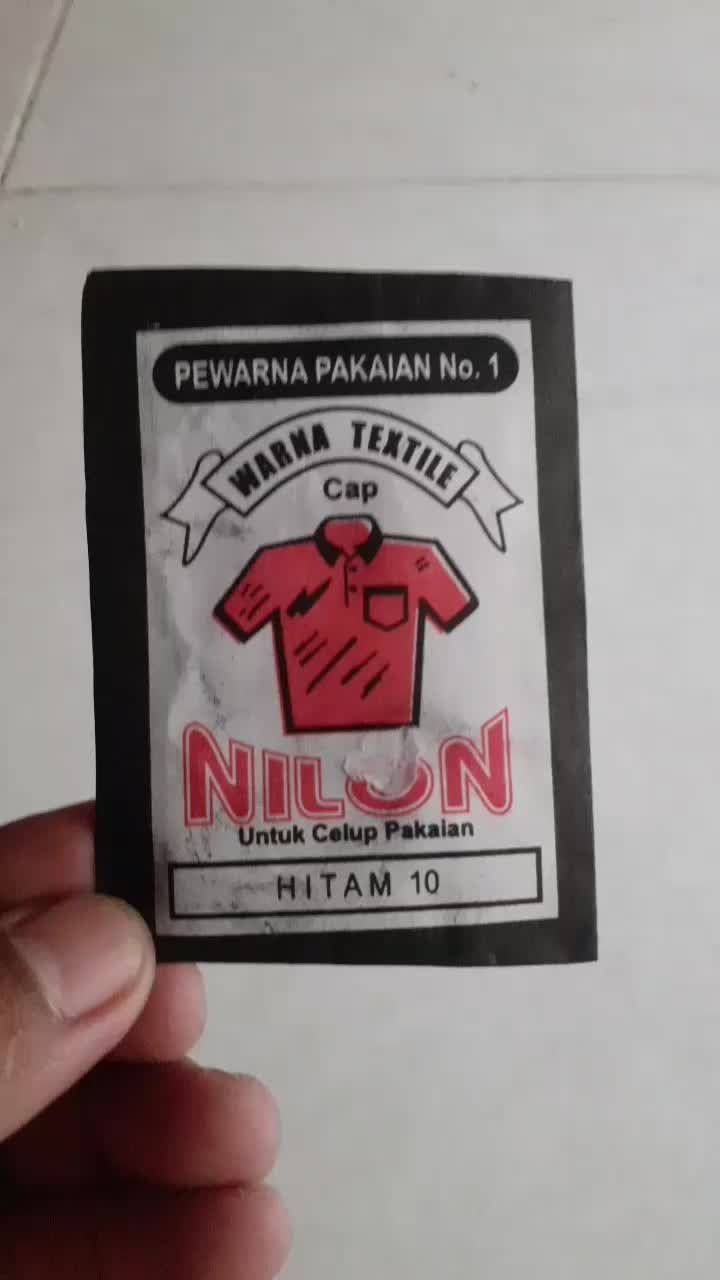 PEWARNA PAKAIAN No. 1
WARNA TEXTILE
Cap
NILON
Untuk Celup Pakaian
HITAM 10